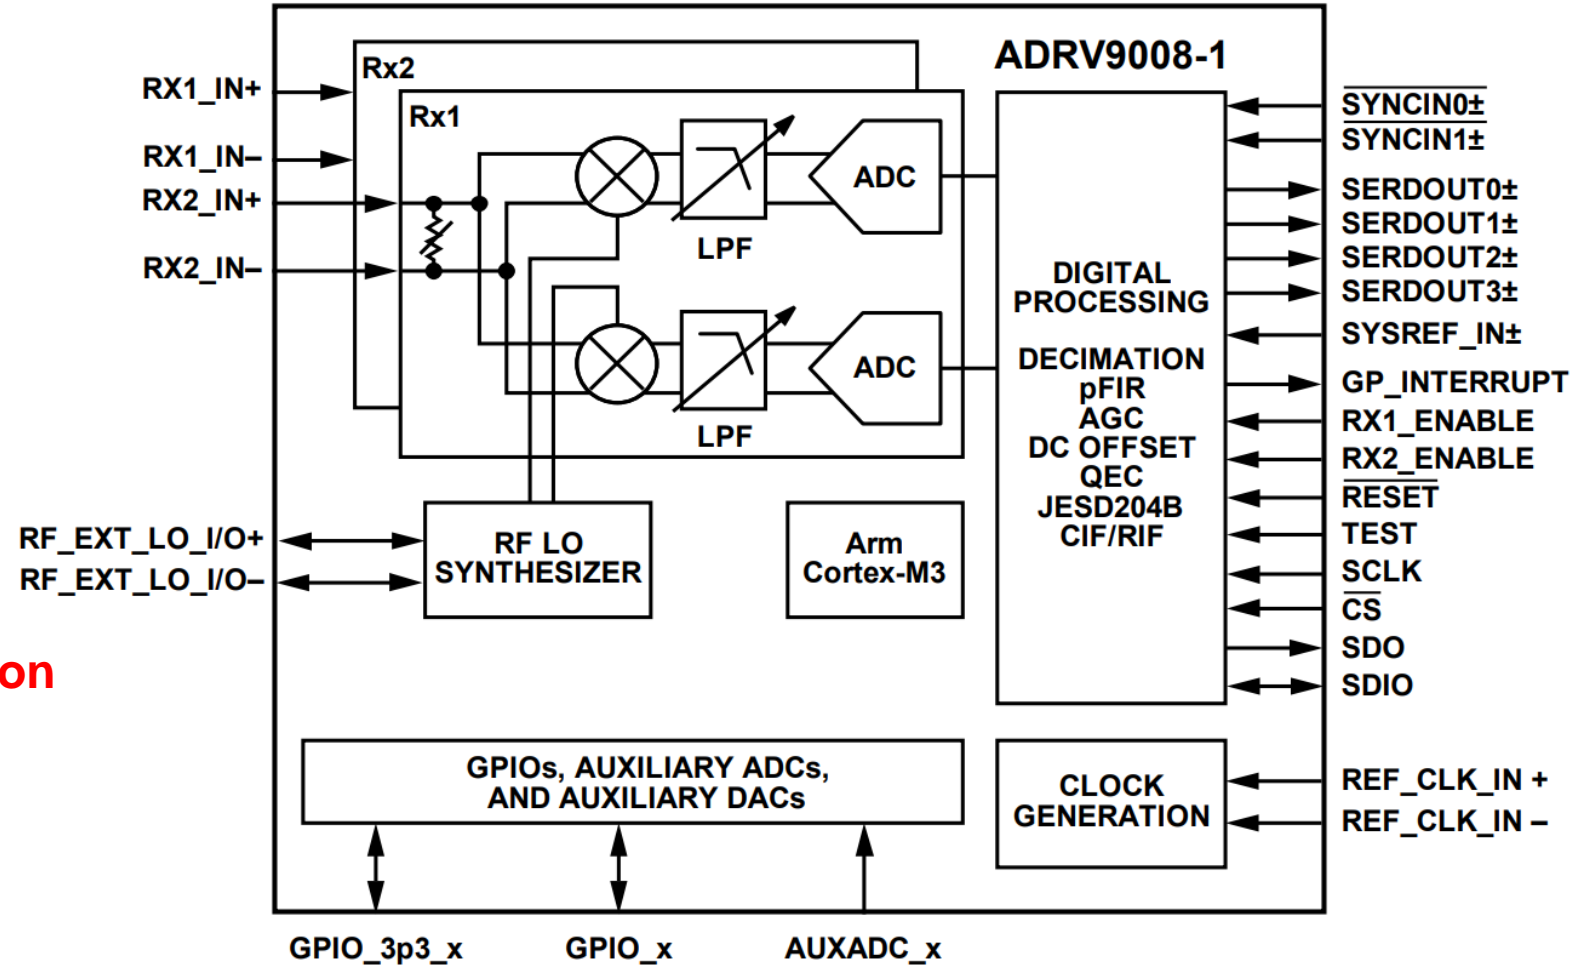 ADRV9008-1
Rx2
Rx1
RX1_IN+
RX1_IN–
RX2_IN+
RX2_IN–
ADC
LPF
ADC
LPF
RF_EXT_LO_I/O+
RF_EXT_LO_I/O–
RF LO
SYNTHESIZER
Arm
Cortex-M3
DIGITAL
PROCESSING
DECIMATION
pFIR
AGC
DC OFFSET
QEC
JESD204B
CIF/RIF
SYNCIN0±
SYNCIN1±
SERDOUT0±
SERDOUT1±
SERDOUT2±
SERDOUT3±
SYSREF_IN±
GP_INTERRUPT
RX1_ENABLE
RX2_ENABLE
RESET
TEST
SCLK
CS
SDO
SDIO
on
GPIOs, AUXILIARY ADCs,
AND AUXILIARY DACs
CLOCK
GENERATION
REF_CLK_IN +
REF_CLK_IN –
GPIO_3p3_x
GPIO_x
AUXADC_x